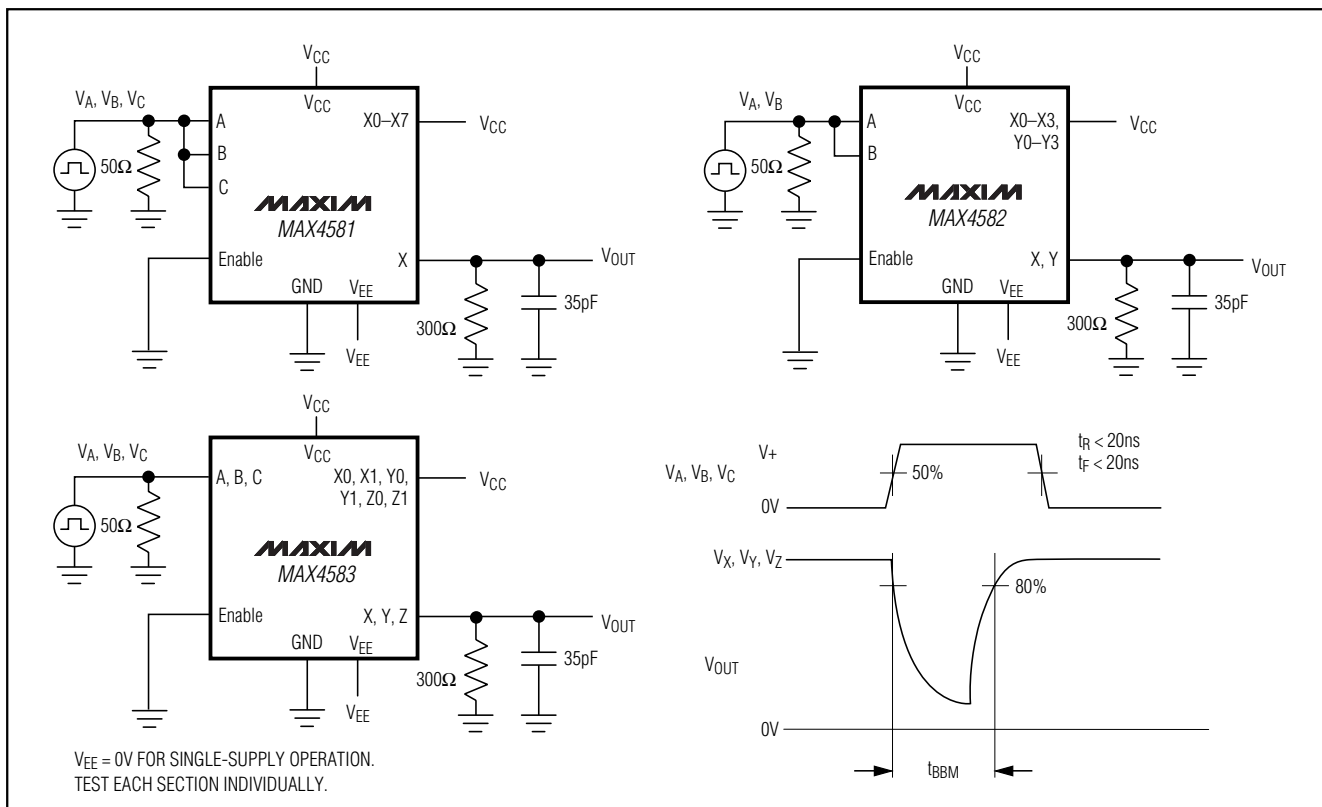 VCC
VCC
VA, VB, VC
A
X0–X7
VCC
50Ω
B
C
MAXIM
MAX4581
Enable
X
VOUT
GND
VEE
35pF
300Ω
VEE
VCC
VCC
VA, VB
A
X0–X3,
Y0–Y3
VCC
50Ω
B
MAXIM
MAX4582
Enable
X, Y
VOUT
GND
VEE
35pF
300Ω
VEE
VCC
VCC
VA, VB, VC
A, B, C
X0, X1, Y0,
Y1, Z0, Z1
VCC
50Ω
MAXIM
MAX4583
Enable
X, Y, Z
VOUT
GND
VEE
35pF
300Ω
VEE
V+
tR < 20ns
tF < 20ns
VA, VB, VC
50%
0V
VX, VY, VZ
80%
VOUT
0V
tBBM
VEE = 0V FOR SINGLE-SUPPLY OPERATION.
TEST EACH SECTION INDIVIDUALLY.